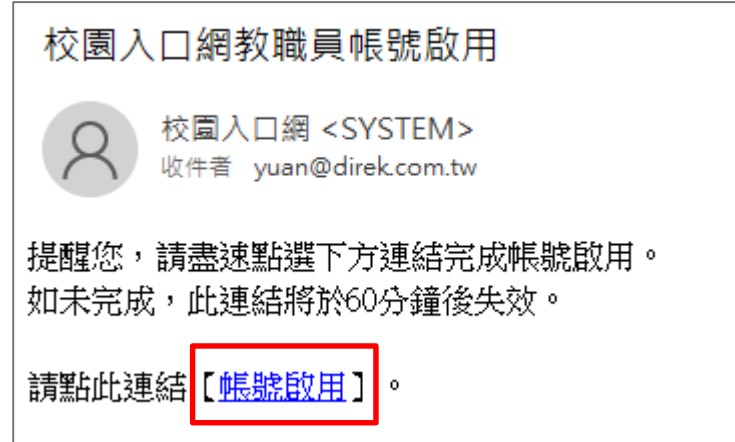 校園入口網教職員帳號啟用
校園入口網 <SYSTEM>
收件者 yuan@direk.com.tw
提醒您，請盡速點選下方連結完成帳號啟用。
如未完成，此連結將於60分鐘後失效。
請點此連結【帳號啟用】。